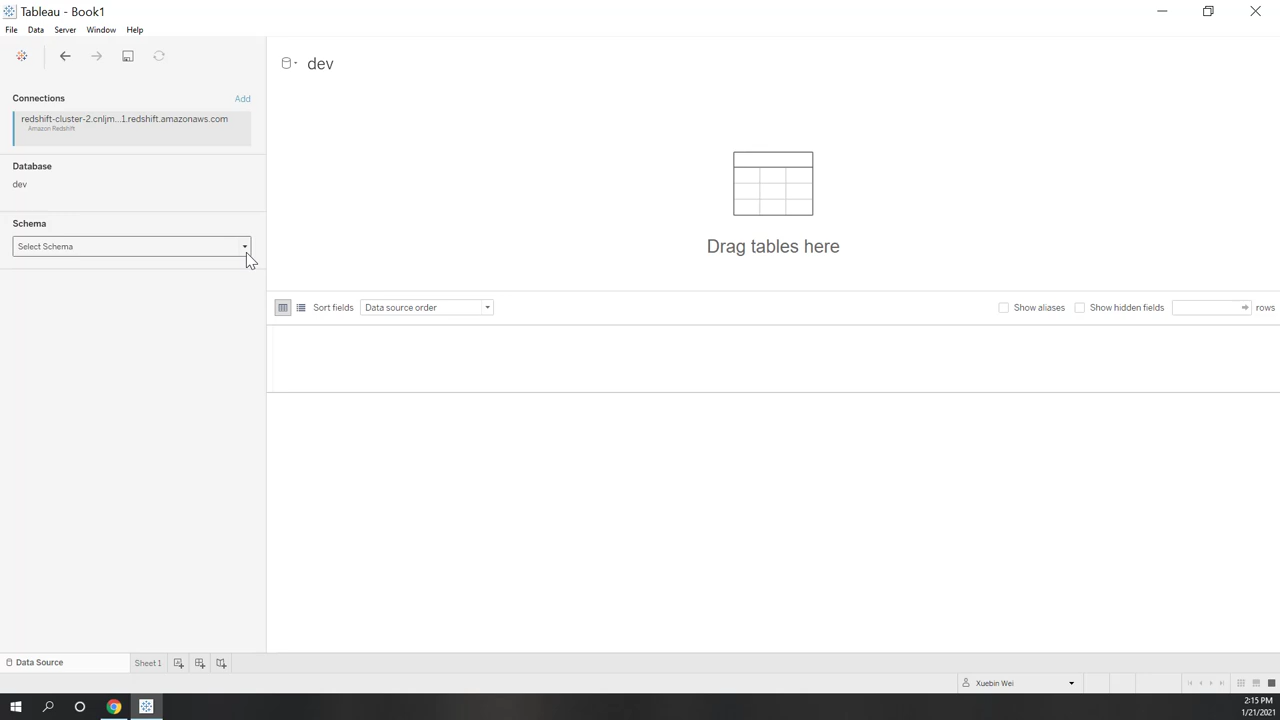 Tableau - Book1
File Data Server Window Help
Connections Add
redshift-cluster-2.cnljm...1.redshift.amazonaws.com
Amazon Redshift
Database
dev
Schema
Select Schema
dev
Drag tables here
Sort fields Data source order Show aliases Show hidden fields rows
Data Source Sheet 1
Xuebin Wei
2:15 PM
1/21/2021